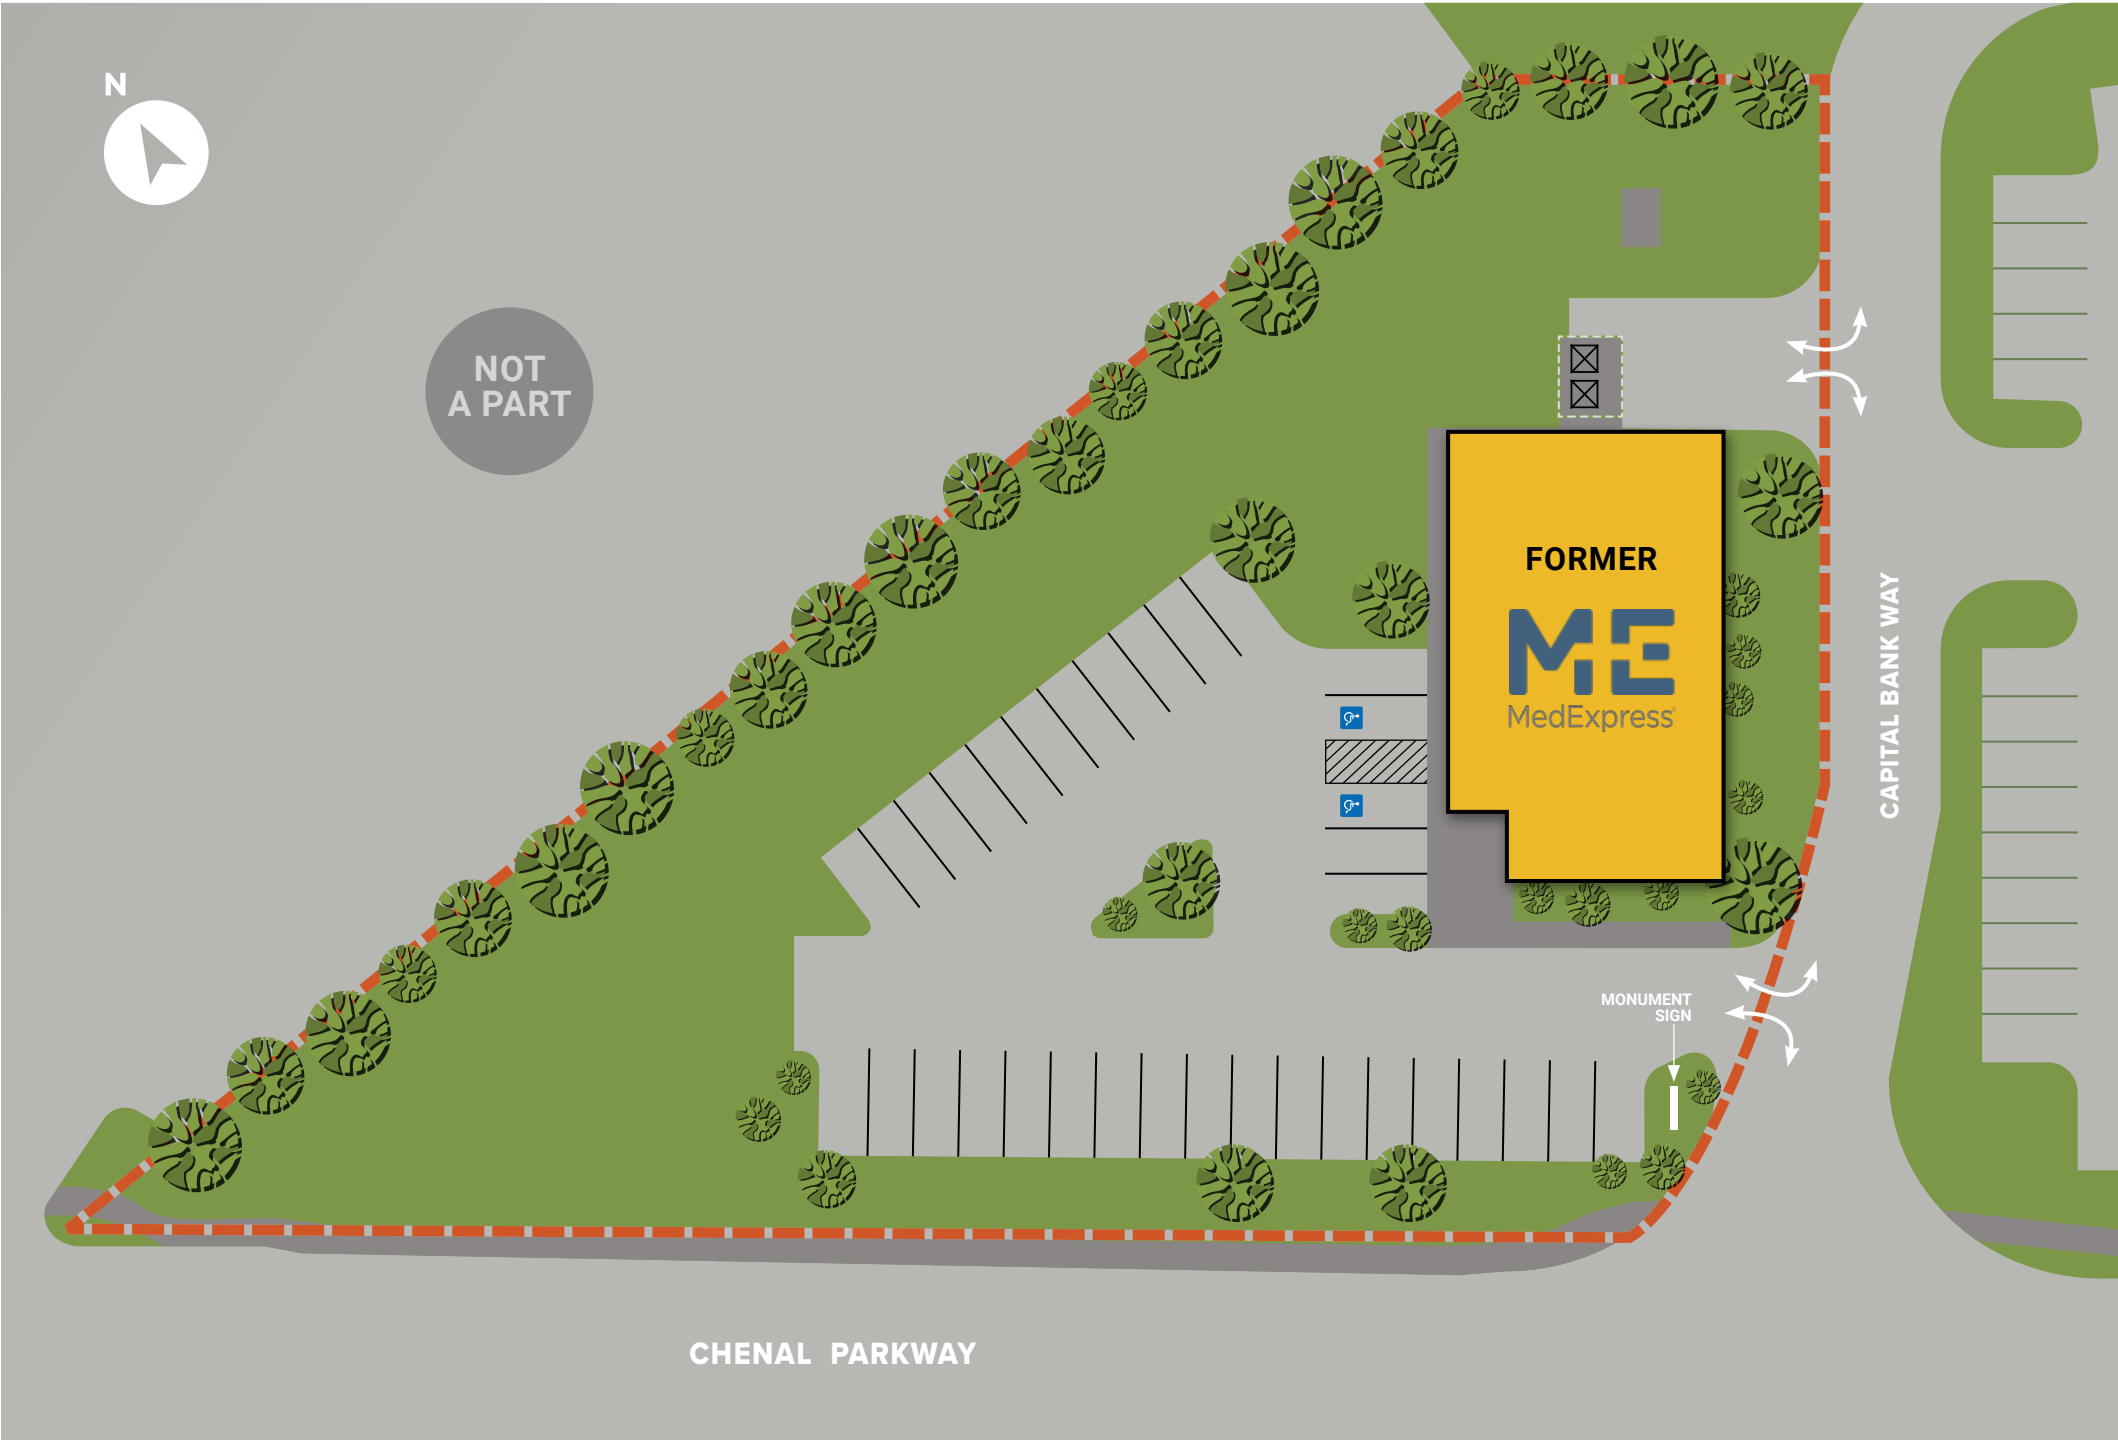 N
NOT
A PART
FORMER
ME
MedExpress®
CAPITAL BANK WAY
MONUMENT
SIGN
CHENAL PARKWAY